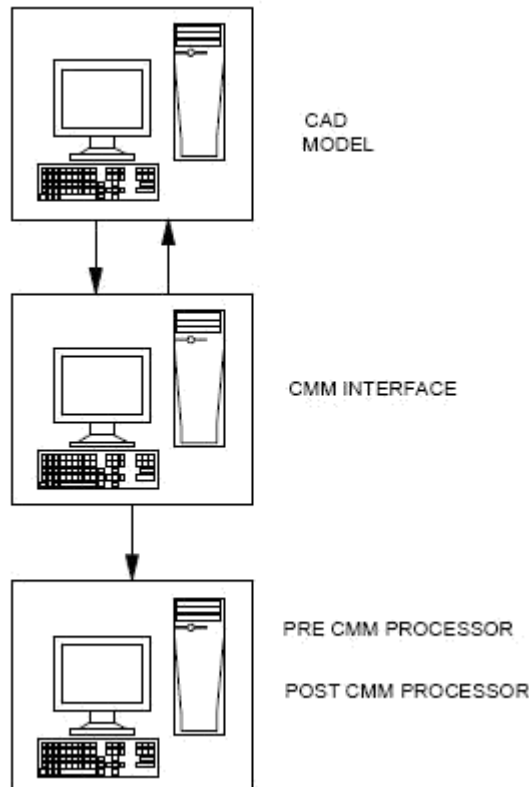 CAD
MODEL
CMM INTERFACE
PRE CMM PROCESSOR
POST CMM PROCESSOR